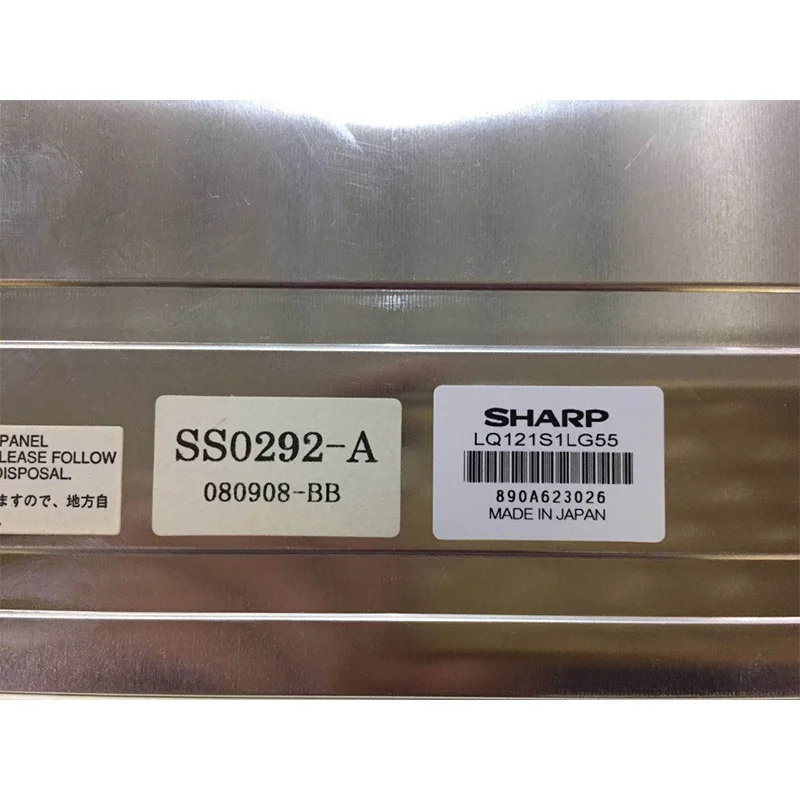 PANEL
LEASE FOLLOW
DISPOSAL.
ますので、地方自
SS0292-A
080908-BB
SHARP
LQ121S1LG55
890A623026
MADE IN JAPAN